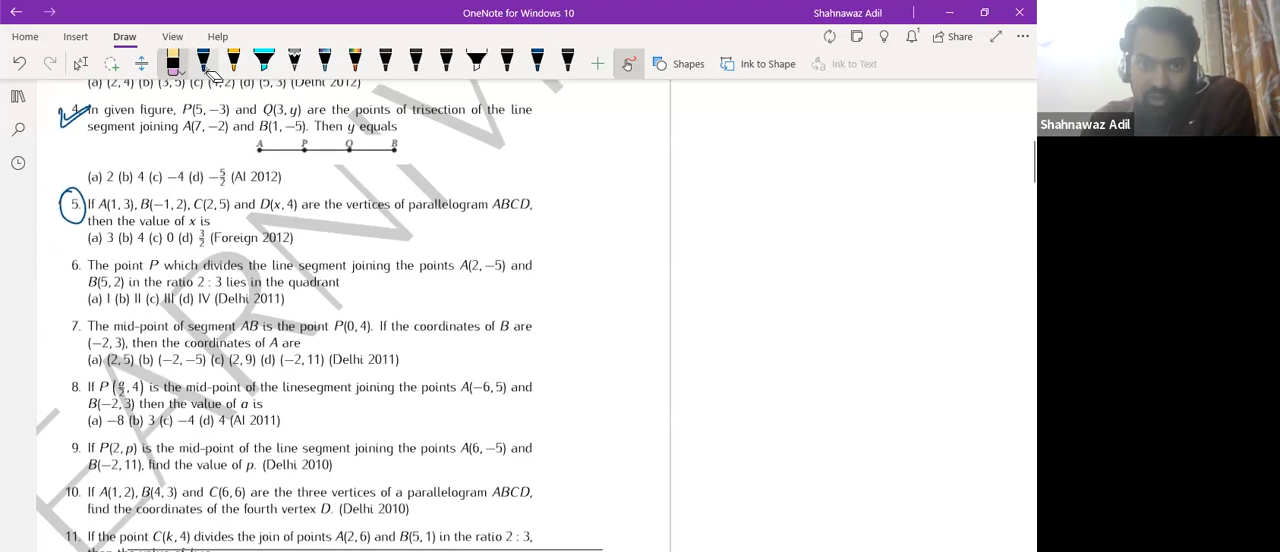 OneNote for Windows 10
Shahnawaz Adil
Home Insert Draw View Help
Share
Shapes Ink to Shape Ink to Text
Shahnawaz Adil
(a) (2, 4) (b) (3, 5) (c) (4, 2) (d) (5, 3) (Delhi 2012)
4. In given figure, P(5, −3) and Q(3, y) are the points of trisection of the line
segment joining A(7, −2) and B(1, −5). Then y equals
A P Q B
(a) 2 (b) 4 (c) −4 (d) −5/2 (AI 2012)
5. If A(1, 3), B(−1, 2), C(2, 5) and D(x, 4) are the vertices of parallelogram ABCD,
then the value of x is
(a) 3 (b) 4 (c) 0 (d) 3/2 (Foreign 2012)
6. The point P which divides the line segment joining the points A(2, −5) and
B(5, 2) in the ratio 2 : 3 lies in the quadrant
(a) I (b) II (c) III (d) IV (Delhi 2011)
7. The mid-point of segment AB is the point P(0, 4). If the coordinates of B are
(−2, 3), then the coordinates of A are
(a) (2, 5) (b) (−2, −5) (c) (2, 9) (d) (−2, 11) (Delhi 2011)
8. If P(a/2, 4) is the mid-point of the linesegment joining the points A(−6, 5) and
B(−2, 3) then the value of a is
(a) −8 (b) 3 (c) −4 (d) 4 (AI 2011)
9. If P(2, p) is the mid-point of the line segment joining the points A(6, −5) and
B(−2, 11), find the value of p. (Delhi 2010)
10. If A(1, 2), B(4, 3) and C(6, 6) are the three vertices of a parallelogram ABCD,
find the coordinates of the fourth vertex D. (Delhi 2010)
11. If the point C(k, 4) divides the join of points A(2, 6) and B(5, 1) in the ratio 2 : 3,